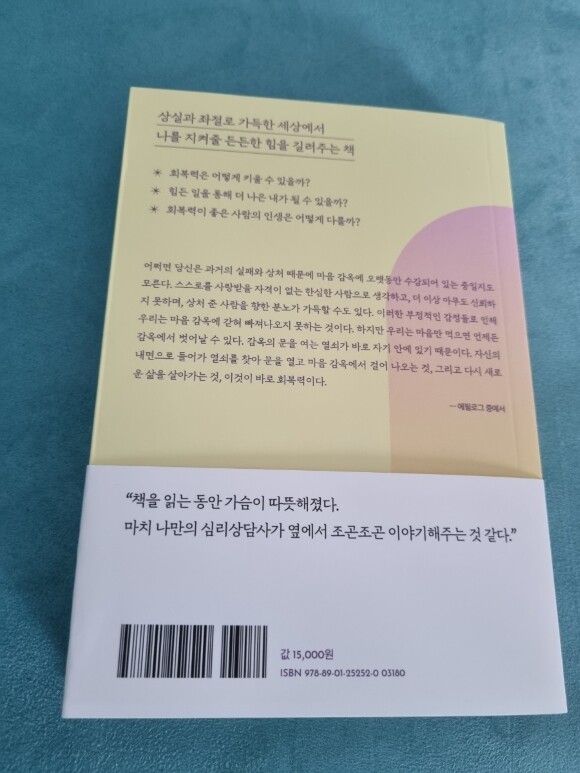 상실과 좌절로 가득한 세상에서
나를 지켜줄 든든한 힘을 길러주는 책
* 회복력은 어떻게 키울 수 있을까?
* 힘든 일을 통해 더 나은 내가 될 수 있을까?
* 회복력이 좋은 사람의 인생은 어떻게 다를까?
어쩌면 당신은 과거의 실패와 상처 때문에 마음 감옥에 오랫동안 수감되어 있는 중일지도
모른다. 스스로를 사랑받을 자격이 없는 한심한 사람으로 생각하고, 더 이상 아무도 신뢰하
지 못하며, 상처 준 사람을 향한 분노가 가득할 수도 있다. 이러한 부정적인 감정들로 인해
우리는 마음 감옥에 갇혀 빠져나오지 못하는 것이다. 하지만 우리는 마음만 먹으면 언제든
감옥에서 벗어날 수 있다. 감옥의 문을 여는 열쇠가 바로 자기 안에 있기 때문이다. 자신의
내면으로 들어가 열쇠를 찾아 문을 열고 마음 감옥에서 걸어 나오는 것, 그리고 다시 새로
운 삶을 살아가는 것, 이것이 바로 회복력이다.
—에필로그 중에서
“책을 읽는 동안 가슴이 따뜻해졌다.
마치 나만의 심리상담사가 옆에서 조곤조곤 이야기해주는 것 같다.”
값 15,000원
ISBN 978-89-01-25252-0 03180